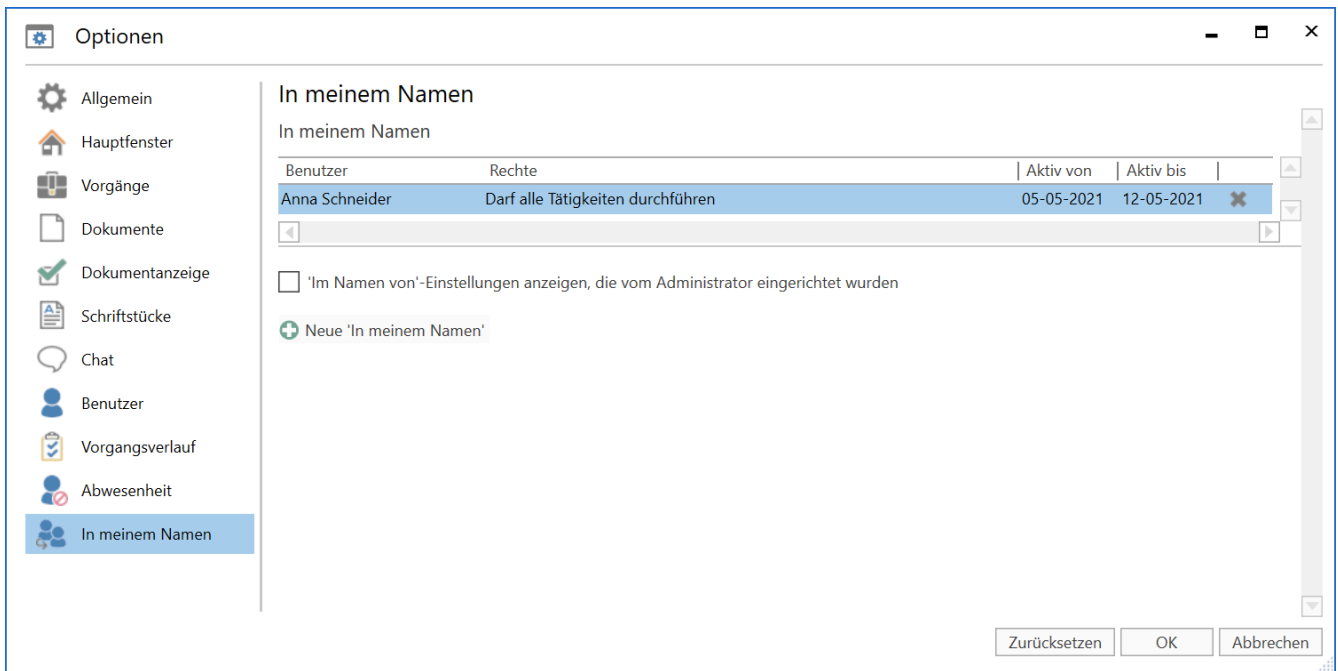 Optionen
Allgemein
Hauptfenster
Vorgänge
Dokumente
Dokumentanzeige
Schriftstücke
Chat
Benutzer
Vorgangsverlauf
Abwesenheit
In meinem Namen
In meinem Namen
In meinem Namen
Benutzer Rechte Aktiv von Aktiv bis
Anna Schneider Darf alle Tätigkeiten durchführen 05-05-2021 12-05-2021
'Im Namen von'-Einstellungen anzeigen, die vom Administrator eingerichtet wurden
Neue 'In meinem Namen'
Zurücksetzen OK Abbrechen